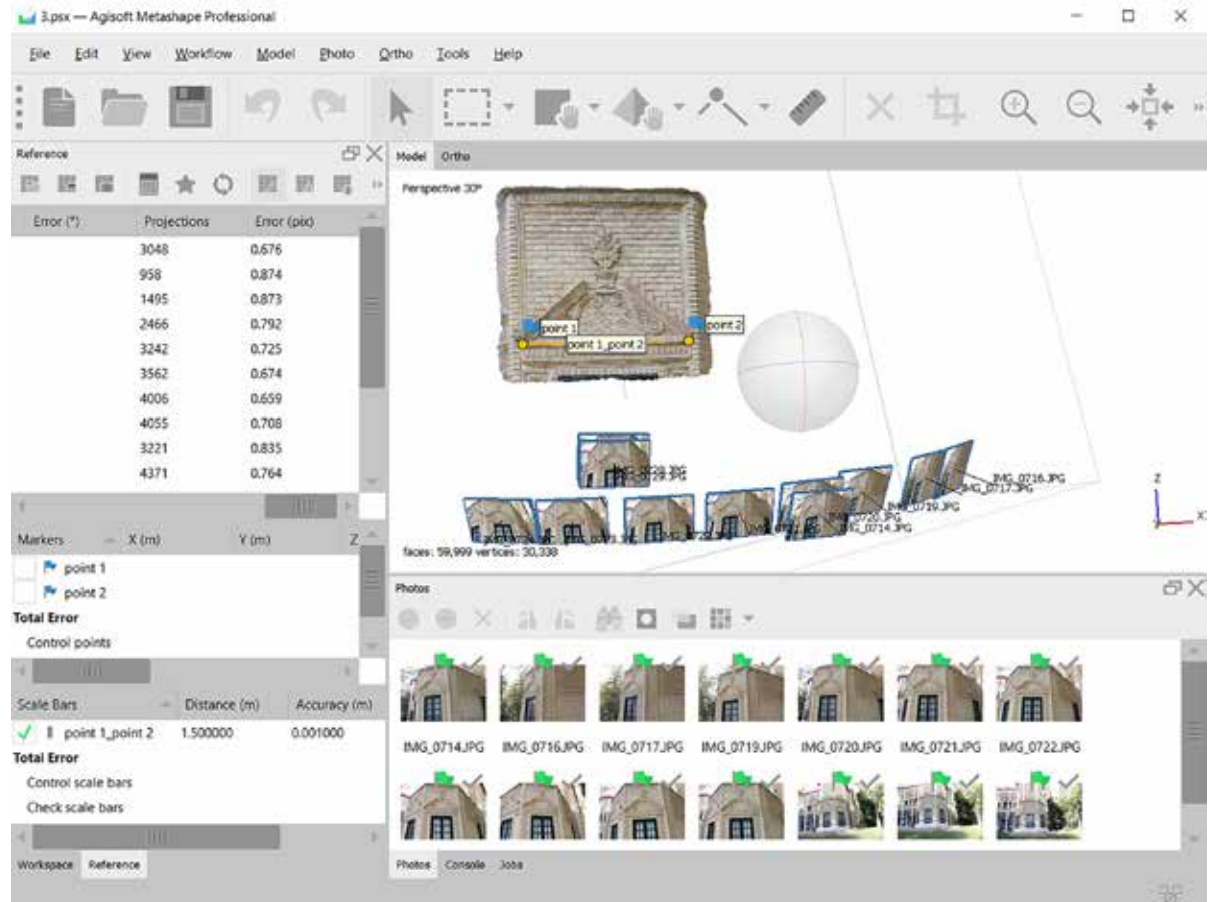 3.psx — Agisoft Metashape Professional
File Edit View Workflow Model Photo Ortho Tools Help
Reference
Model Ortho
Perspective 30°
Error (°) Projections Error (pix)
3048 0.676
958 0.874
1495 0.873
2466 0.792
3242 0.725
3562 0.674
4006 0.659
4055 0.708
3221 0.835
4371 0.764
point 1
point 2
point 1_point 2
IMG_0716.JPG
IMG_0717.JPG
IMG_0719.JPG
IMG_0720.JPG
IMG_0714.JPG
faces: 59,999 vertices: 30,338
Z
X
Markers X (m) Y (m) Z
point 1
point 2
Total Error
Control points
Scale Bars Distance (m) Accuracy (m)
point 1_point 2 1.500000 0.001000
Total Error
Control scale bars
Check scale bars
Workspace Reference
Photos
IMG_0714.JPG IMG_0716.JPG IMG_0717.JPG IMG_0719.JPG IMG_0720.JPG IMG_0721.JPG IMG_0722.JPG
Photos Console Jobs